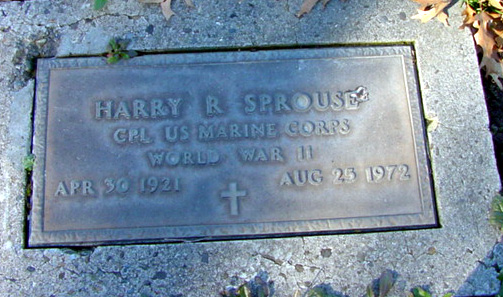 HARRY R SPROUSE
CPL US MARINE CORPS
WORLD WAR II
APR 30 1921 AUG 25 1972